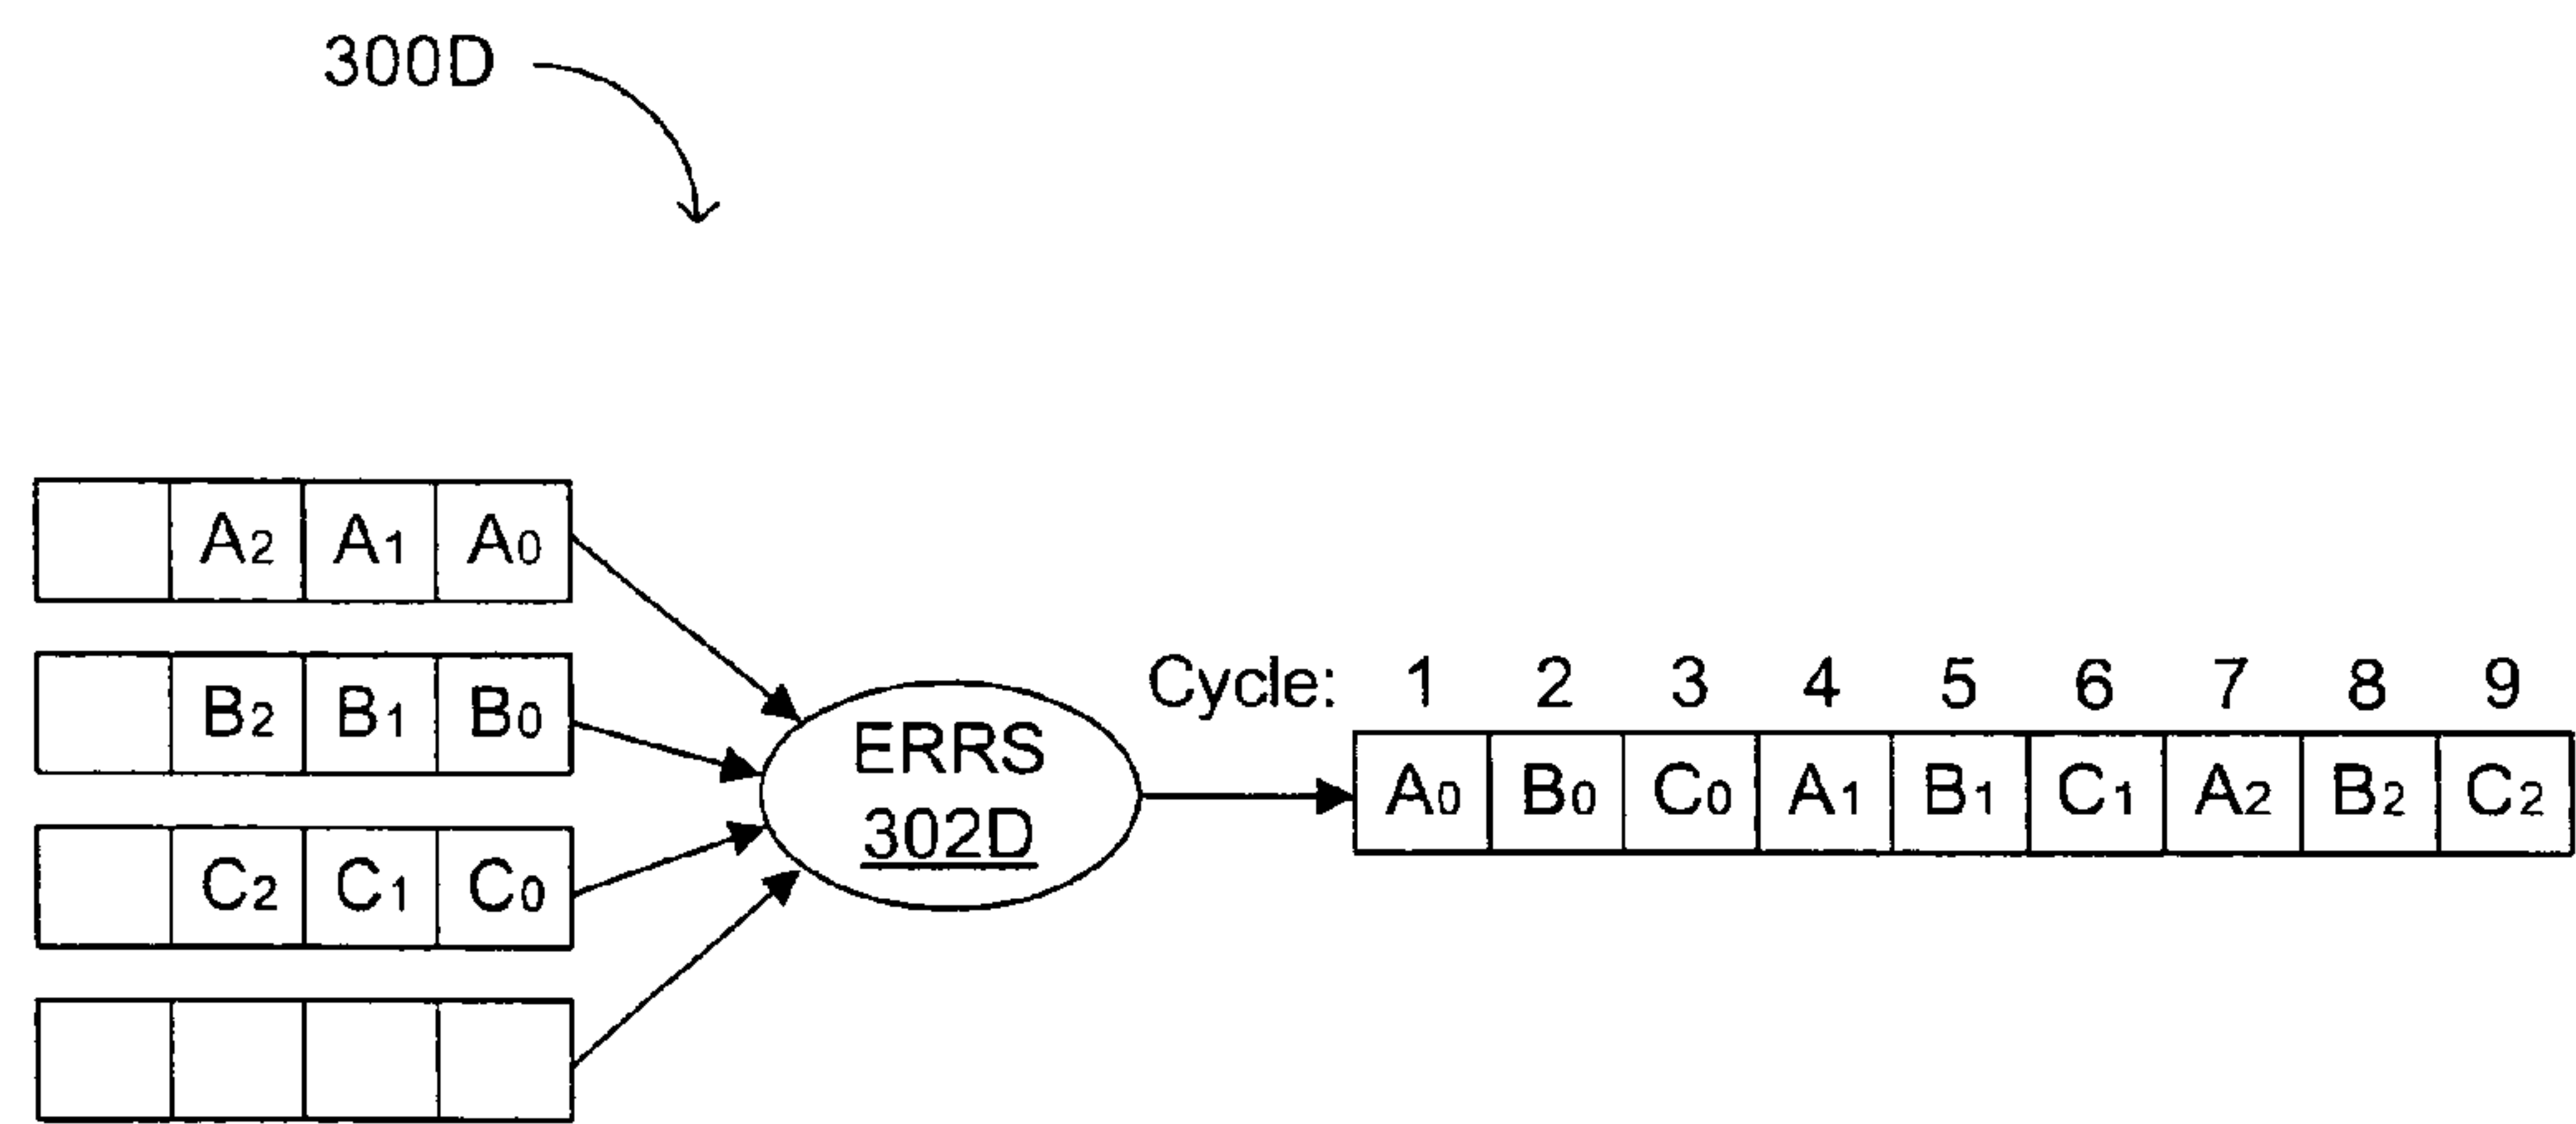 300D
A2 A1 A0
B2 B1 B0
C2 C1 C0
ERRS
302D
Cycle: 1 2 3 4 5 6 7 8 9
A0 B0 C0 A1 B1 C1 A2 B2 C2